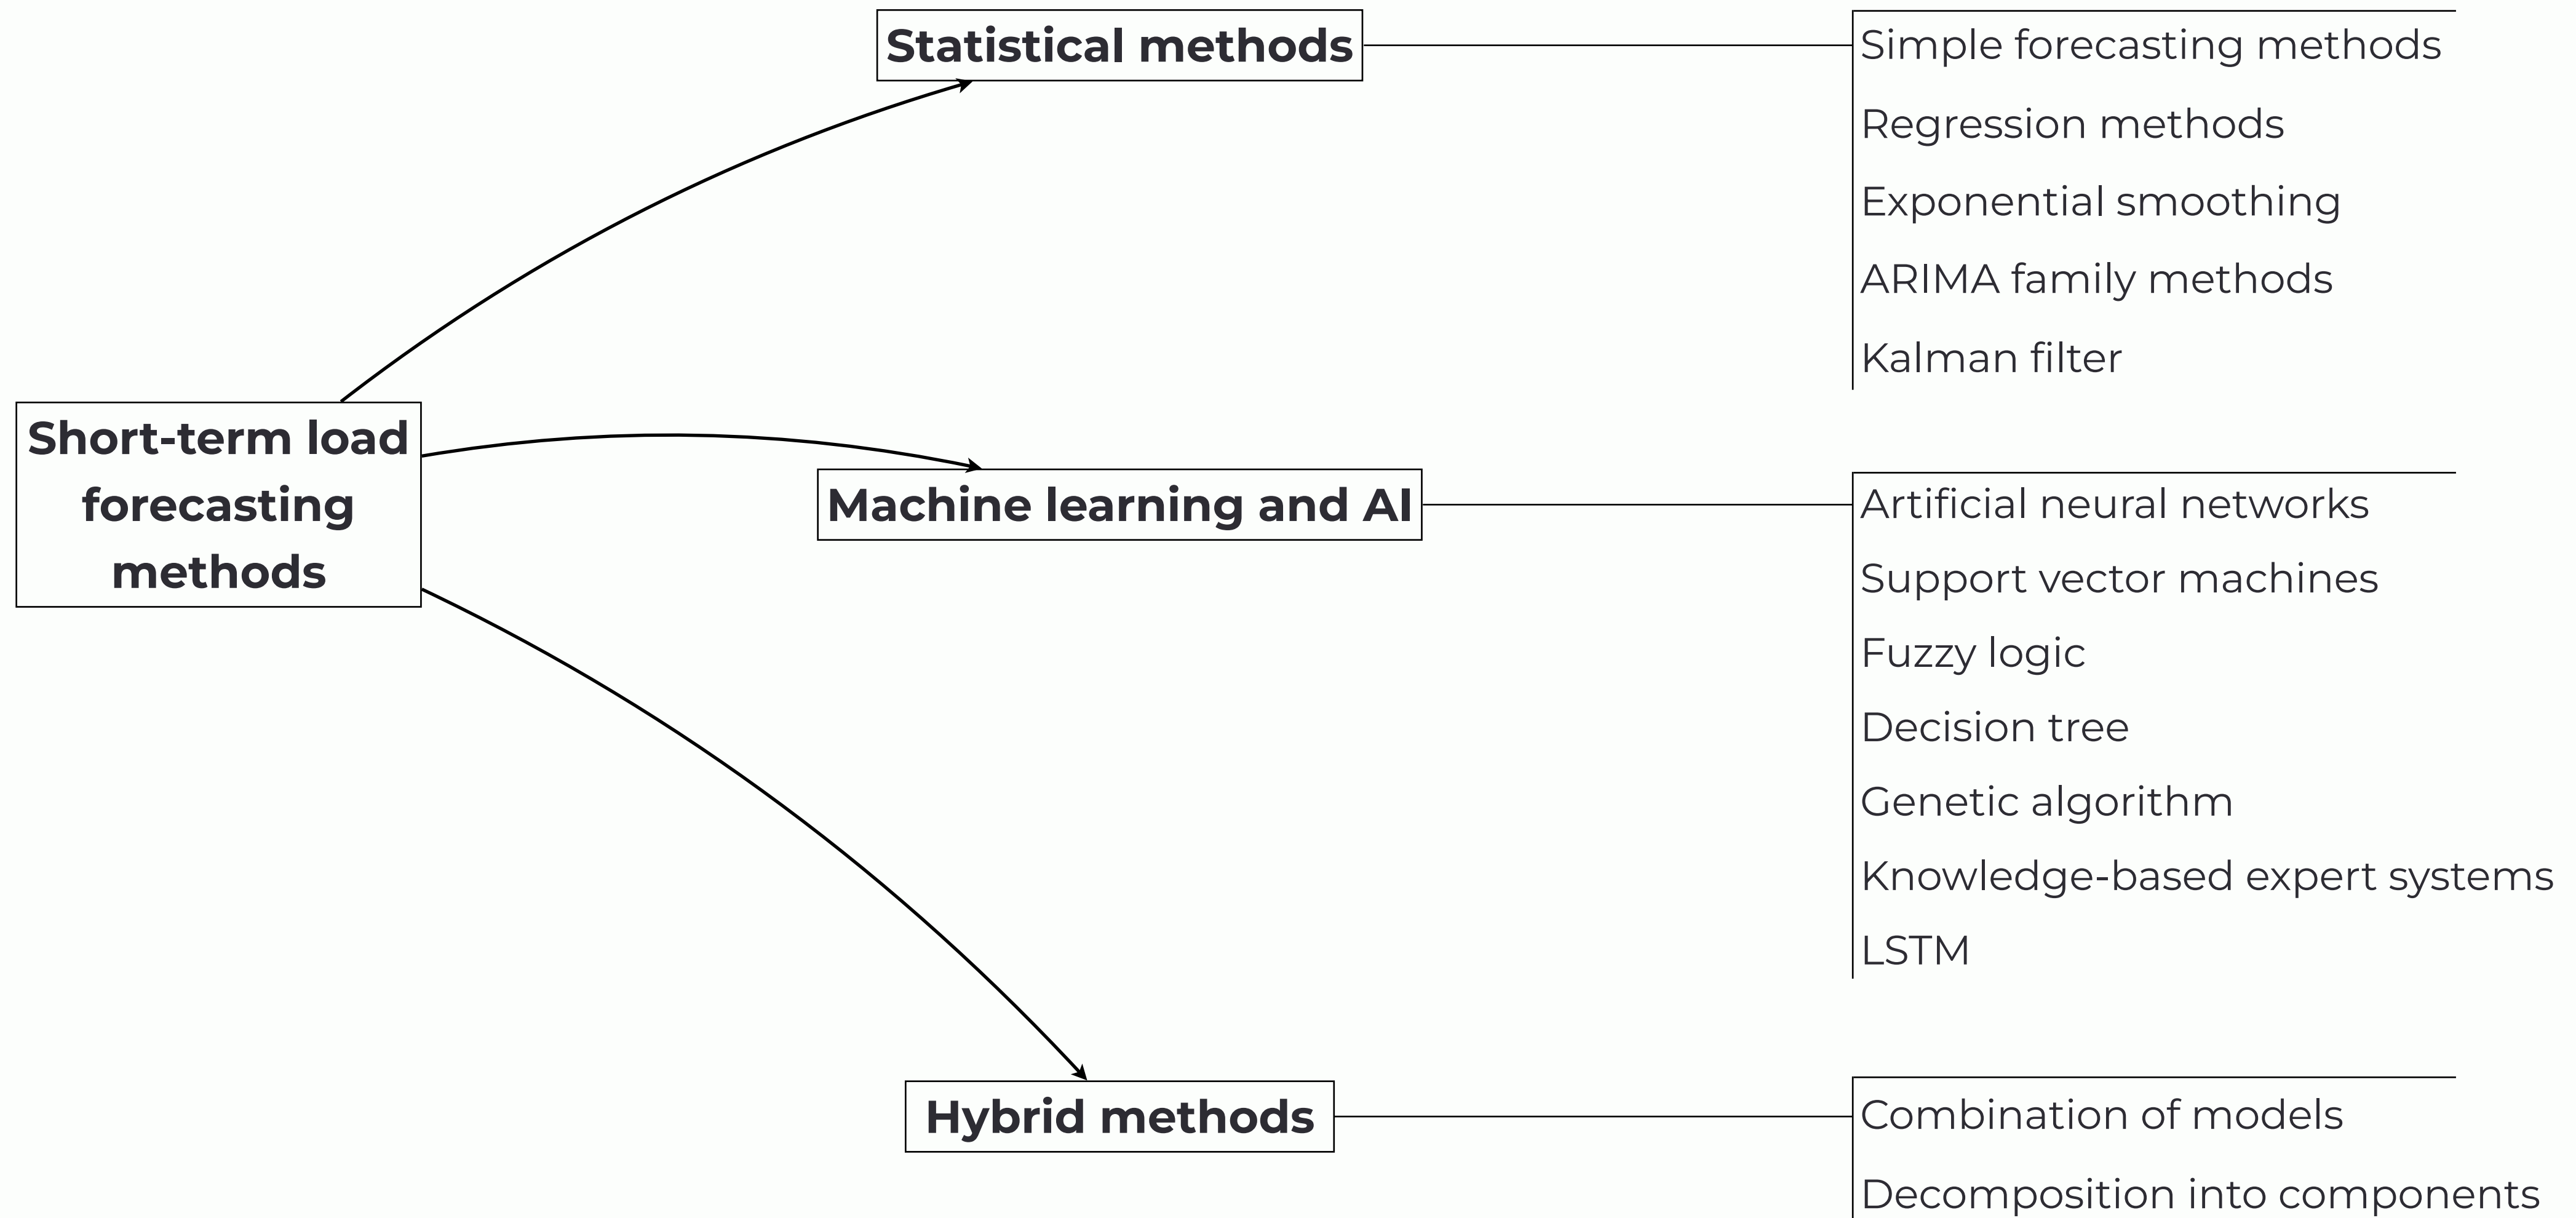 Statistical methods
Simple forecasting methods
Regression methods
Exponential smoothing
ARIMA family methods
Kalman filter
Short-term load
forecasting
methods
Machine learning and AI
Artificial neural networks
Support vector machines
Fuzzy logic
Decision tree
Genetic algorithm
Knowledge-based expert systems
LSTM
Hybrid methods
Combination of models
Decomposition into components